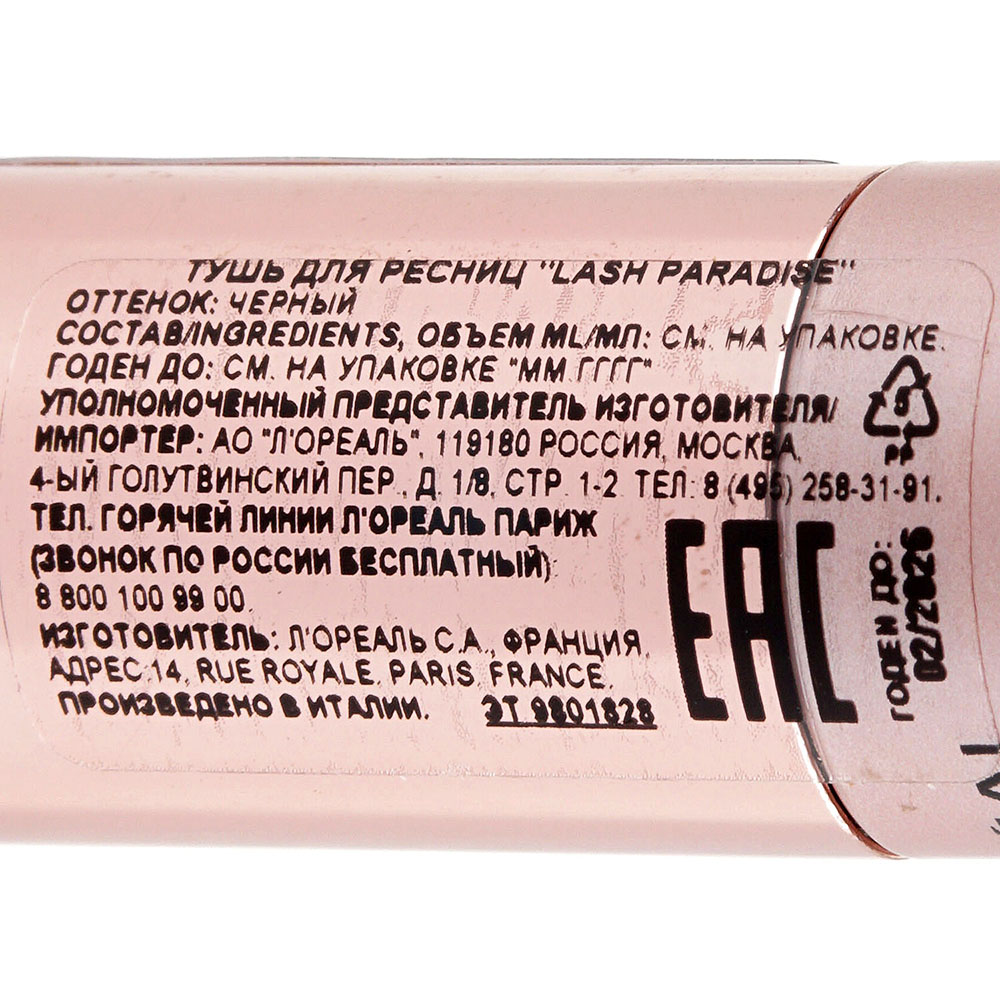 ТУШЬ ДЛЯ РЕСНИЦ "LASH PARADISE"
ОТТЕНОК: ЧЕРНЫЙ
СОСТАВ/INGREDIENTS, ОБЪЕМ ML/МЛ: СМ. НА УПАКОВКЕ.
ГОДЕН ДО: СМ. НА УПАКОВКЕ "ММ.ГГГГ"
УПОЛНОМОЧЕННЫЙ ПРЕДСТАВИТЕЛЬ ИЗГОТОВИТЕЛЯ/
ИМПОРТЕР: АО "Л'ОРЕАЛЬ", 119180 РОССИЯ, МОСКВА,
4-ЫЙ ГОЛУТВИНСКИЙ ПЕР., Д. 1/8, СТР. 1-2 ТЕЛ: 8 (495) 258-31-91.
ТЕЛ. ГОРЯЧЕЙ ЛИНИИ Л'ОРЕАЛЬ ПАРИЖ
(ЗВОНОК ПО РОССИИ БЕСПЛАТНЫЙ)
8 800 100 99 00.
ИЗГОТОВИТЕЛЬ: Л'ОРЕАЛЬ С.А., ФРАНЦИЯ,
АДРЕС:14, RUE ROYALE, PARIS, FRANCE.
ПРОИЗВЕДЕНО В ИТАЛИИ. ЭТ 9801828
EAC
5
PP
ГОДЕН ДО:
02/2026